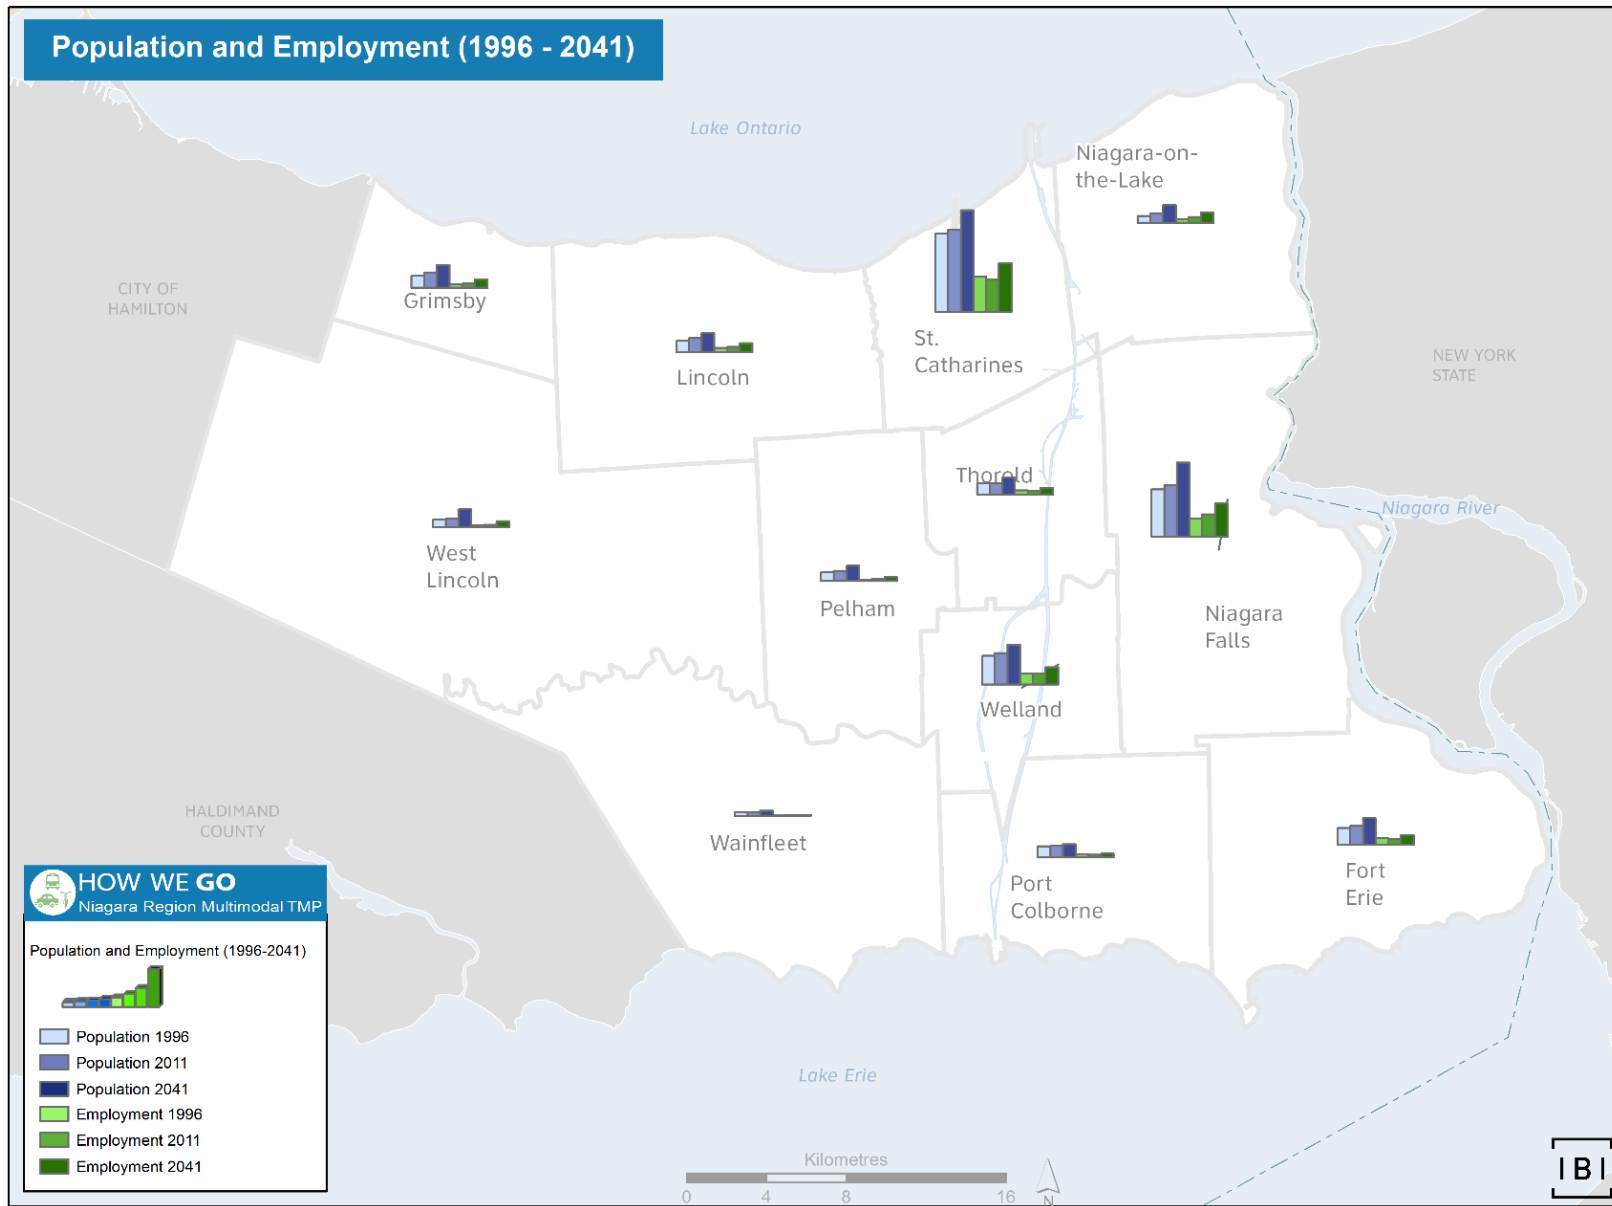 Population and Employment (1996 - 2041)
Lake Ontario
Niagara-on-
the-Lake
CITY OF
HAMILTON
Grimsby
Lincoln
St.
Catharines
NEW YORK
STATE
Thorold
Niagara River
West
Lincoln
Pelham
Niagara
Falls
Welland
HALDIMAND
COUNTY
Wainfleet
Port
Colborne
Fort
Erie
HOW WE GO
Niagara Region Multimodal TMP
Population and Employment (1996-2041)
Population 1996
Population 2011
Population 2041
Employment 1996
Employment 2011
Employment 2041
Lake Erie
Kilometres
0 4 8 16
N
IBI